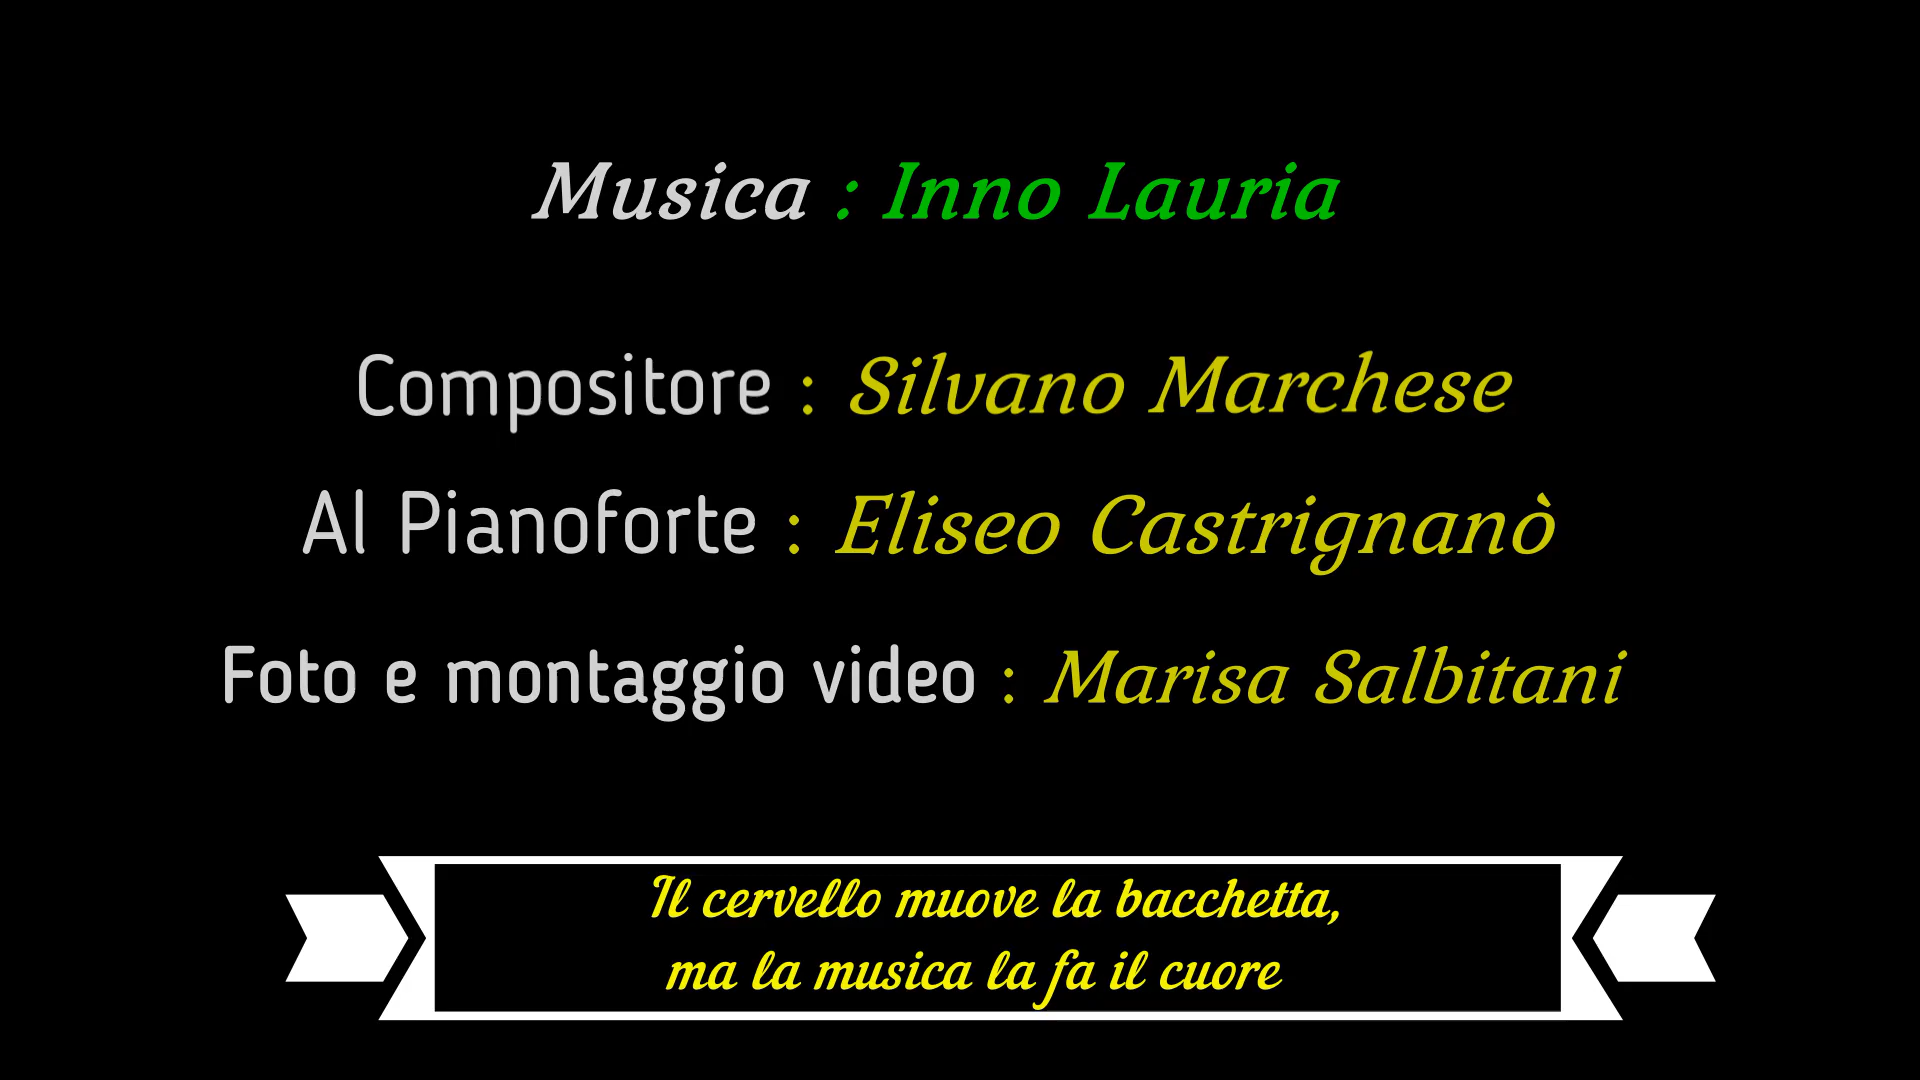 Musica : Inno Lauria
Compositore : Silvano Marchese
Al Pianoforte : Eliseo Castrignanò
Foto e montaggio video : Marisa Salbitani
Il cervello muove la bacchetta,
ma la musica la fa il cuore